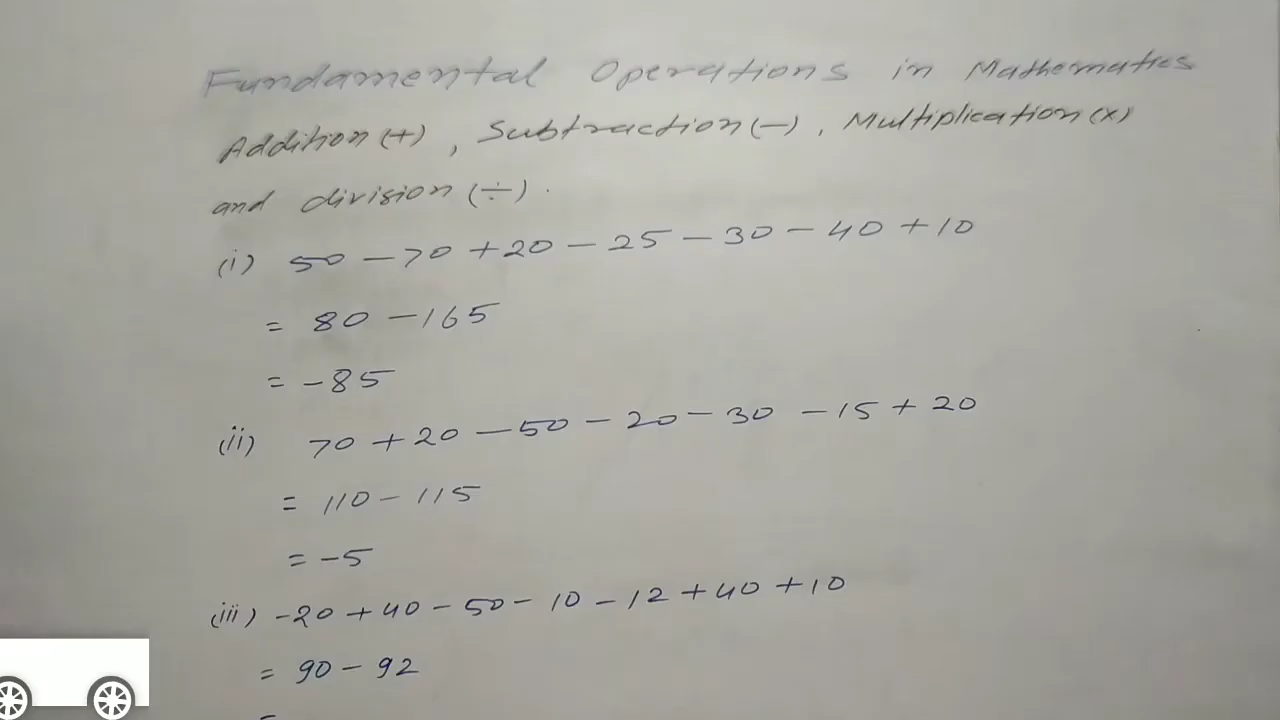 Fundamental Operations in Mathematics
Addition (+), Subtraction (−), Multiplication (×)
and division (÷).
(i) 50 − 70 + 20 − 25 − 30 − 40 + 10
= 80 − 165
= −85
(ii) 70 + 20 − 50 − 20 − 30 − 15 + 20
= 110 − 115
= −5
(iii) −20 + 40 − 50 − 10 − 12 + 40 + 10
= 90 − 92
=